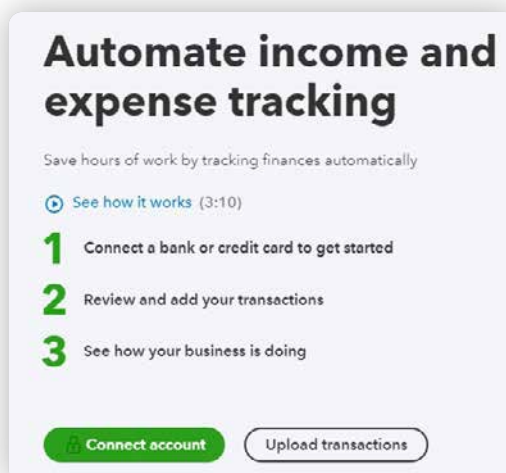 Automate income and
expense tracking
Save hours of work by tracking finances automatically
See how it works (3:10)
1 Connect a bank or credit card to get started
2 Review and add your transactions
3 See how your business is doing
Connect account Upload transactions